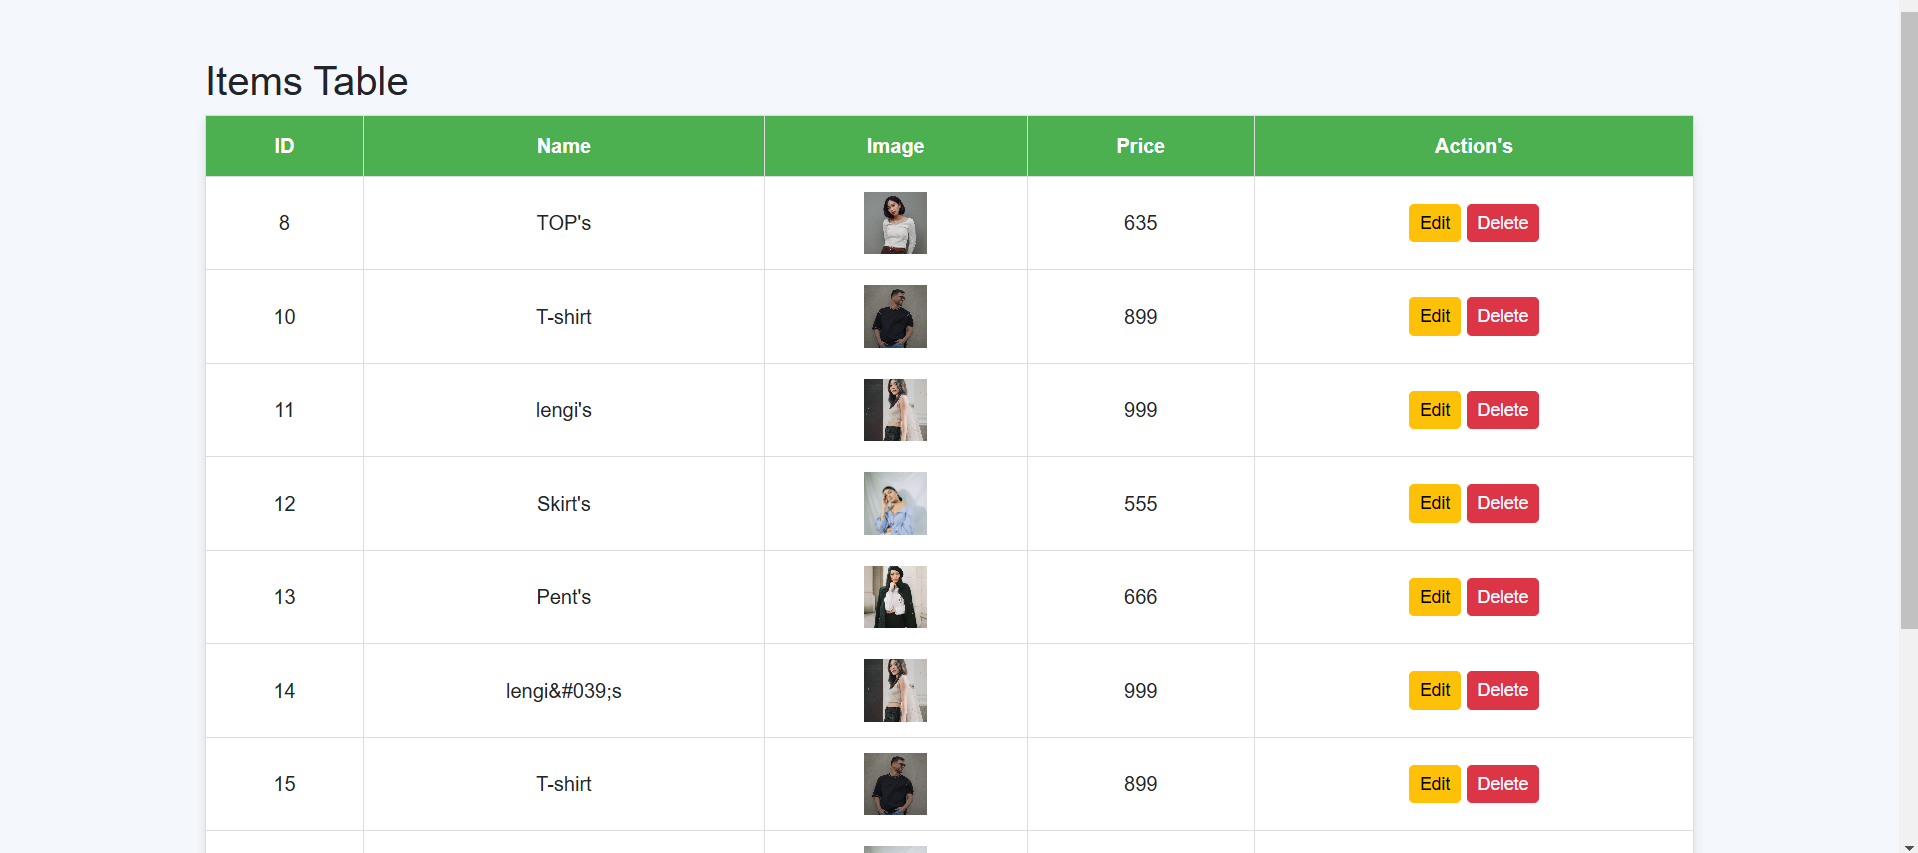 Items Table
ID Name Image Price Action's
8 TOP's 635 Edit Delete
10 T-shirt 899 Edit Delete
11 lengi's 999 Edit Delete
12 Skirt's 555 Edit Delete
13 Pent's 666 Edit Delete
14 lengi&#039;s 999 Edit Delete
15 T-shirt 899 Edit Delete